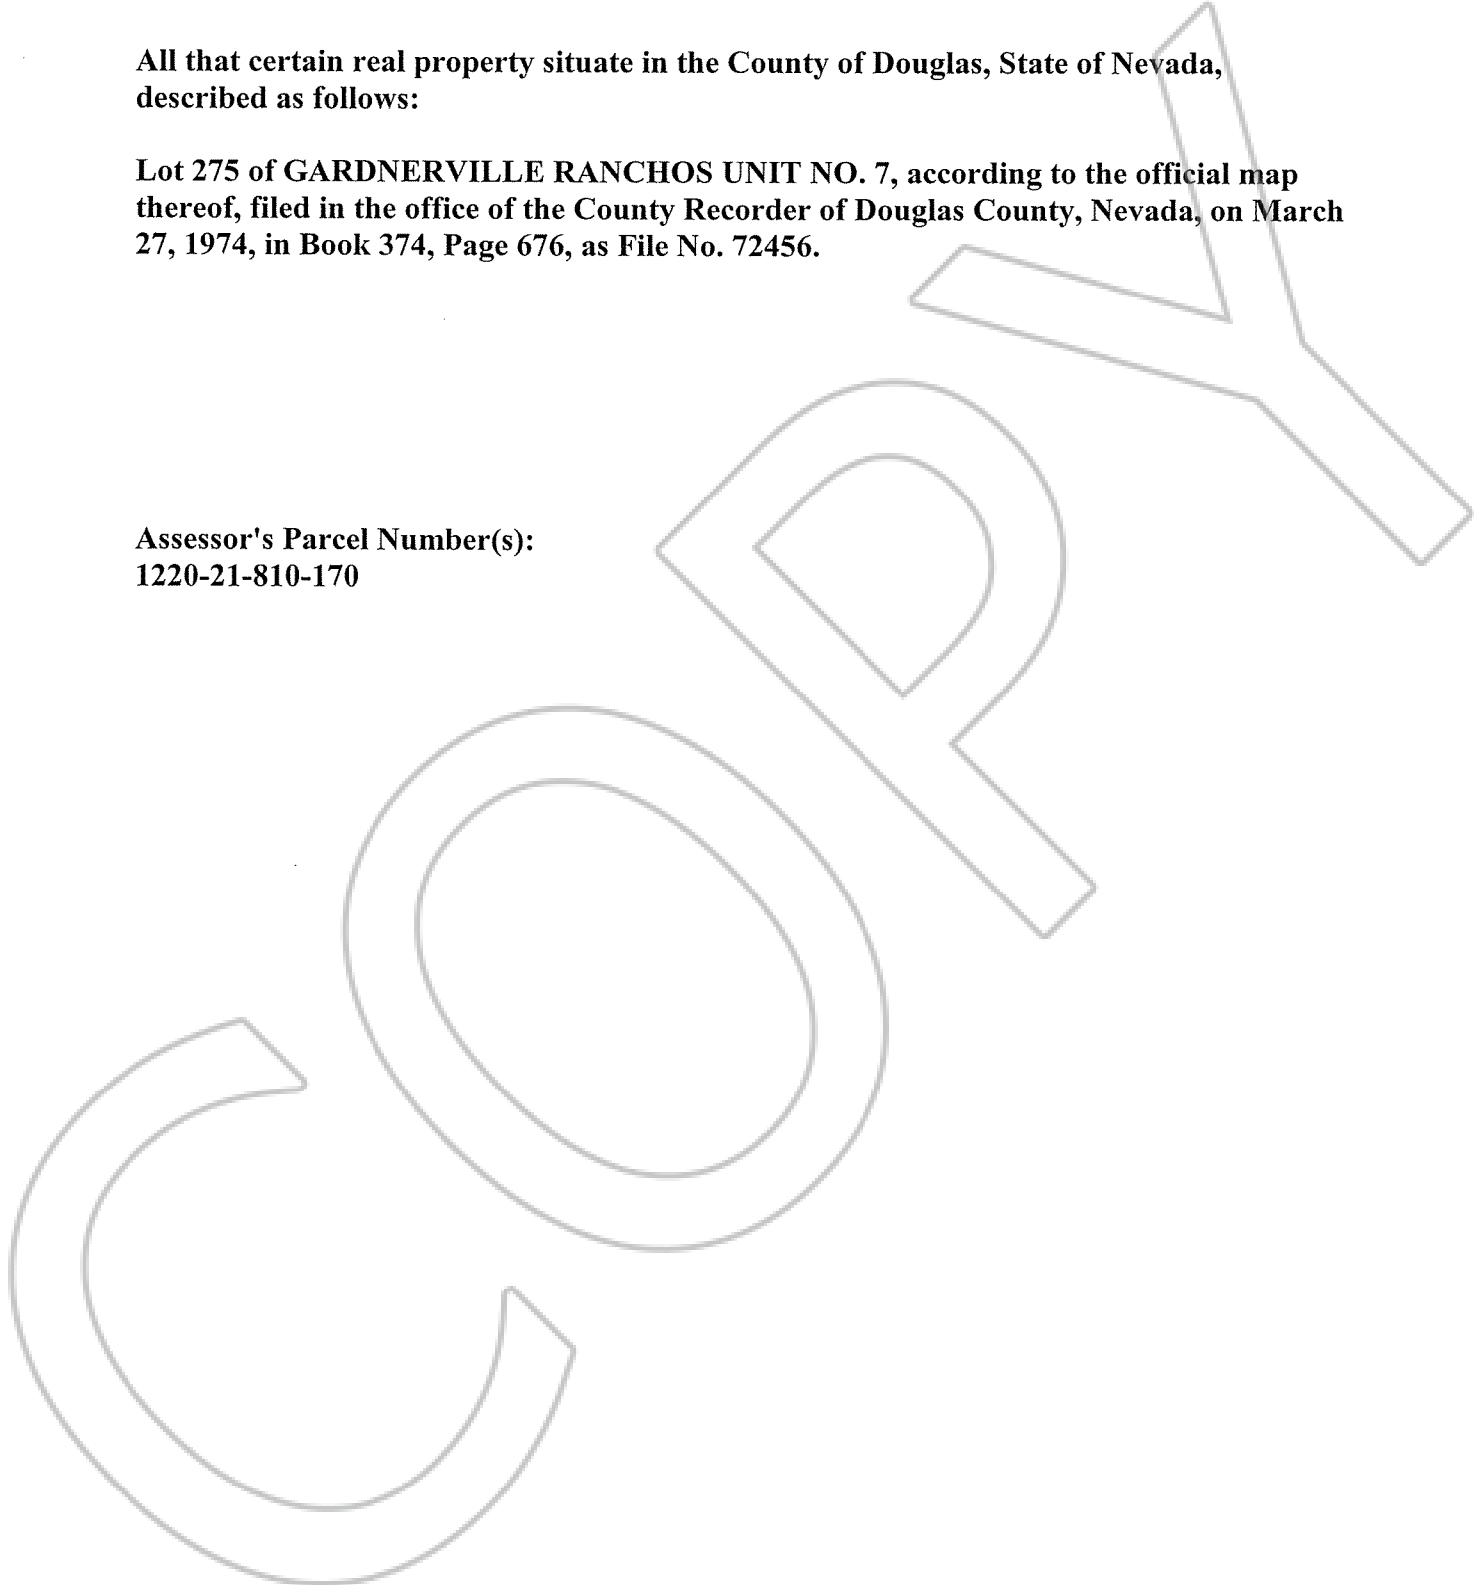 All that certain real property situate in the County of Douglas, State of Nevada,
described as follows:
Lot 275 of GARDNERVILLE RANCHOS UNIT NO. 7, according to the official map
thereof, filed in the office of the County Recorder of Douglas County, Nevada, on March
27, 1974, in Book 374, Page 676, as File No. 72456.
Assessor's Parcel Number(s):
1220-21-810-170
COPY